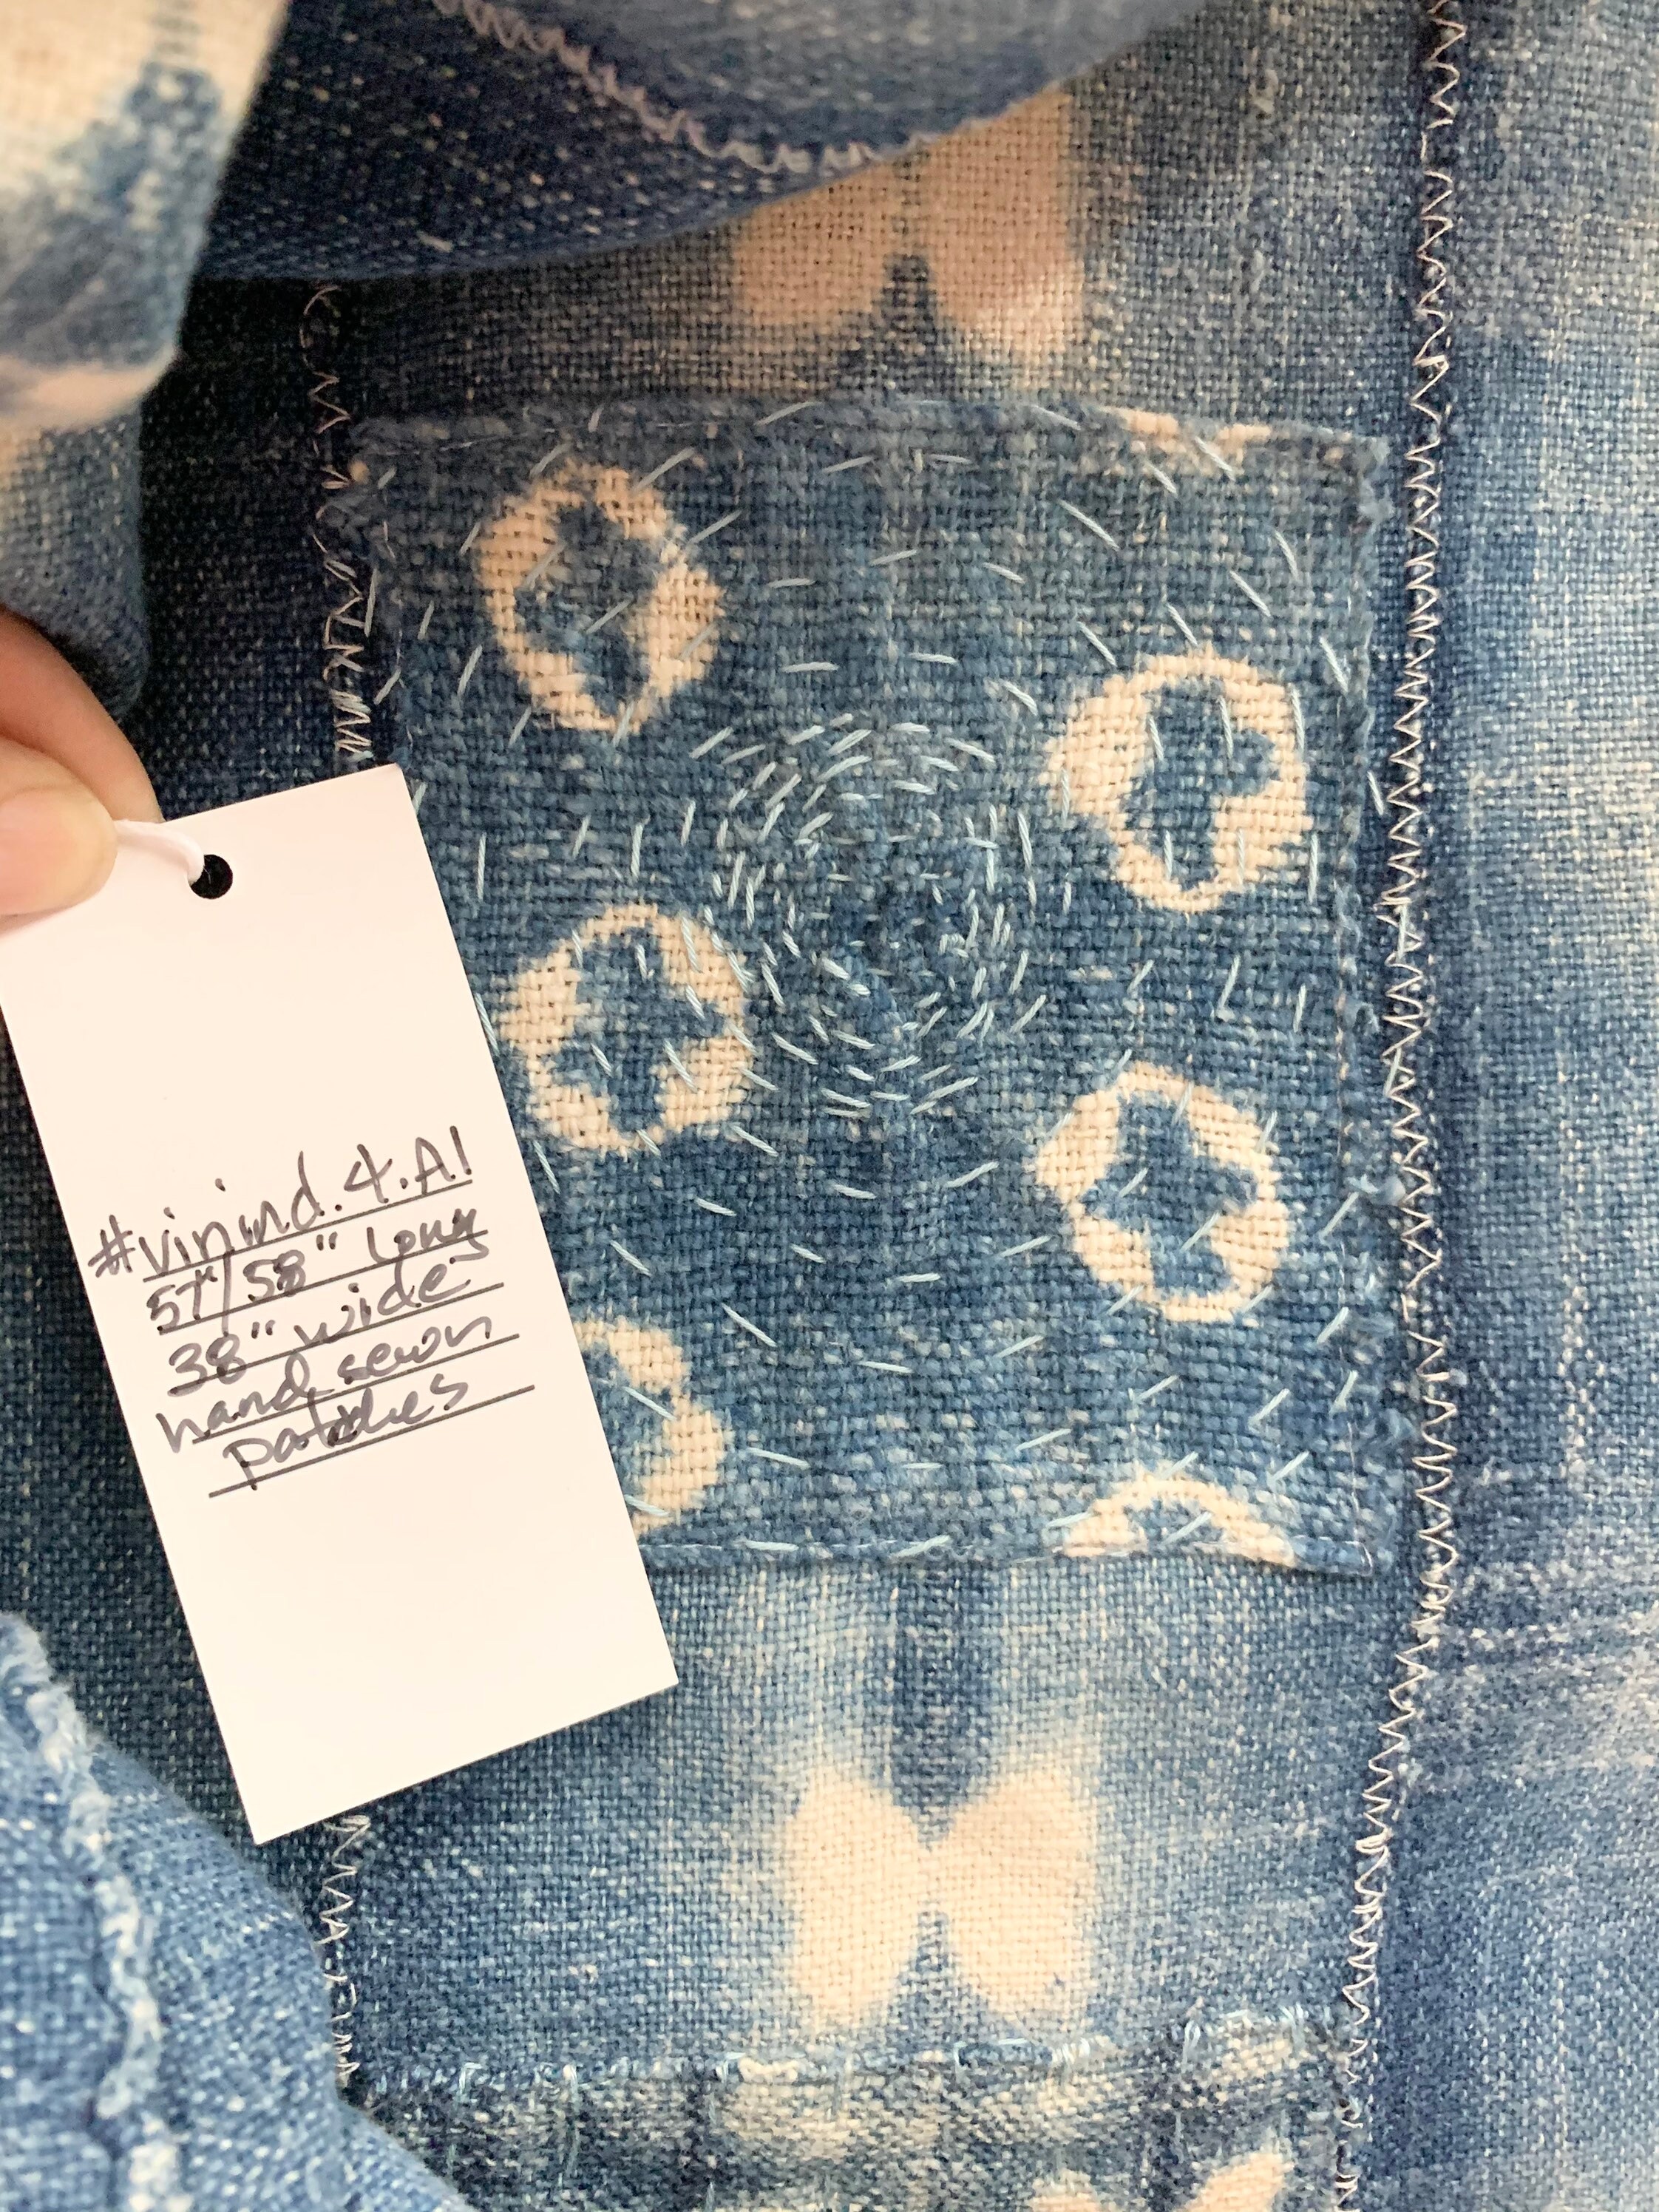 #vinind.4.A1
57"/58" long
38" wide
hand sewn
patches